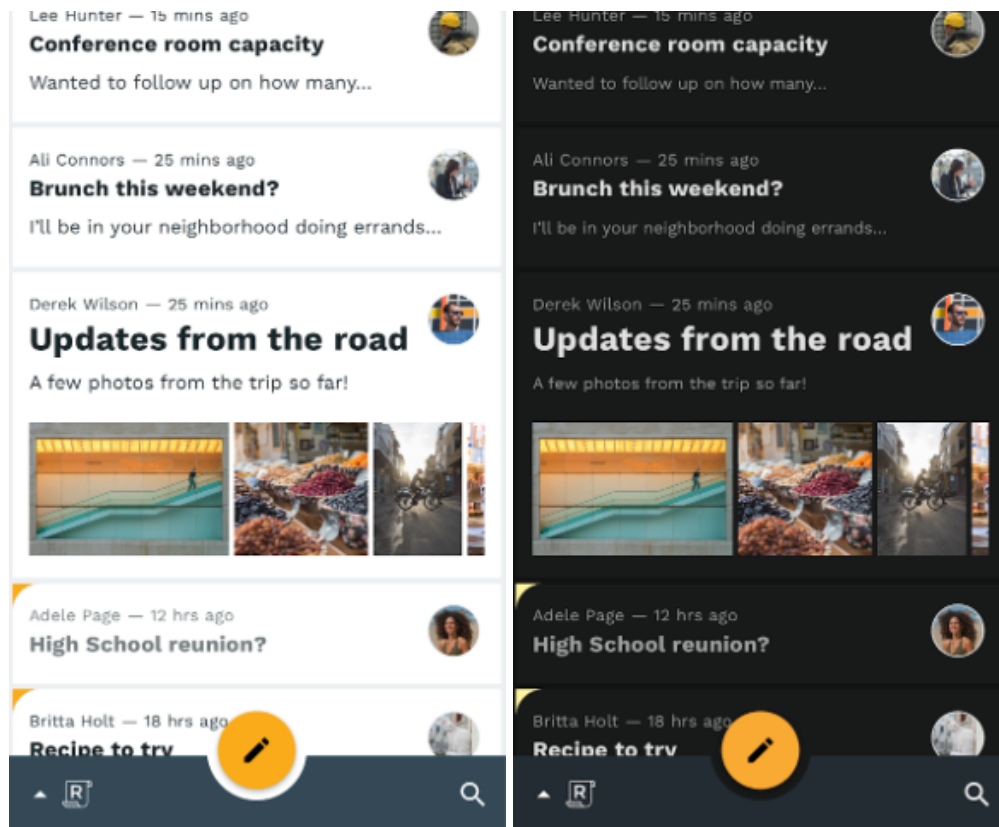 Lee Hunter — 15 mins ago
Conference room capacity
Wanted to follow up on how many...
Ali Connors — 25 mins ago
Brunch this weekend?
I'll be in your neighborhood doing errands...
Derek Wilson — 25 mins ago
Updates from the road
A few photos from the trip so far!
Adele Page — 12 hrs ago
High School reunion?
Britta Holt — 18 hrs ago
Recipe to try
R
Lee Hunter — 15 mins ago
Conference room capacity
Wanted to follow up on how many...
Ali Connors — 25 mins ago
Brunch this weekend?
I'll be in your neighborhood doing errands...
Derek Wilson — 25 mins ago
Updates from the road
A few photos from the trip so far!
Adele Page — 12 hrs ago
High School reunion?
Britta Holt — 18 hrs ago
Recipe to try
R